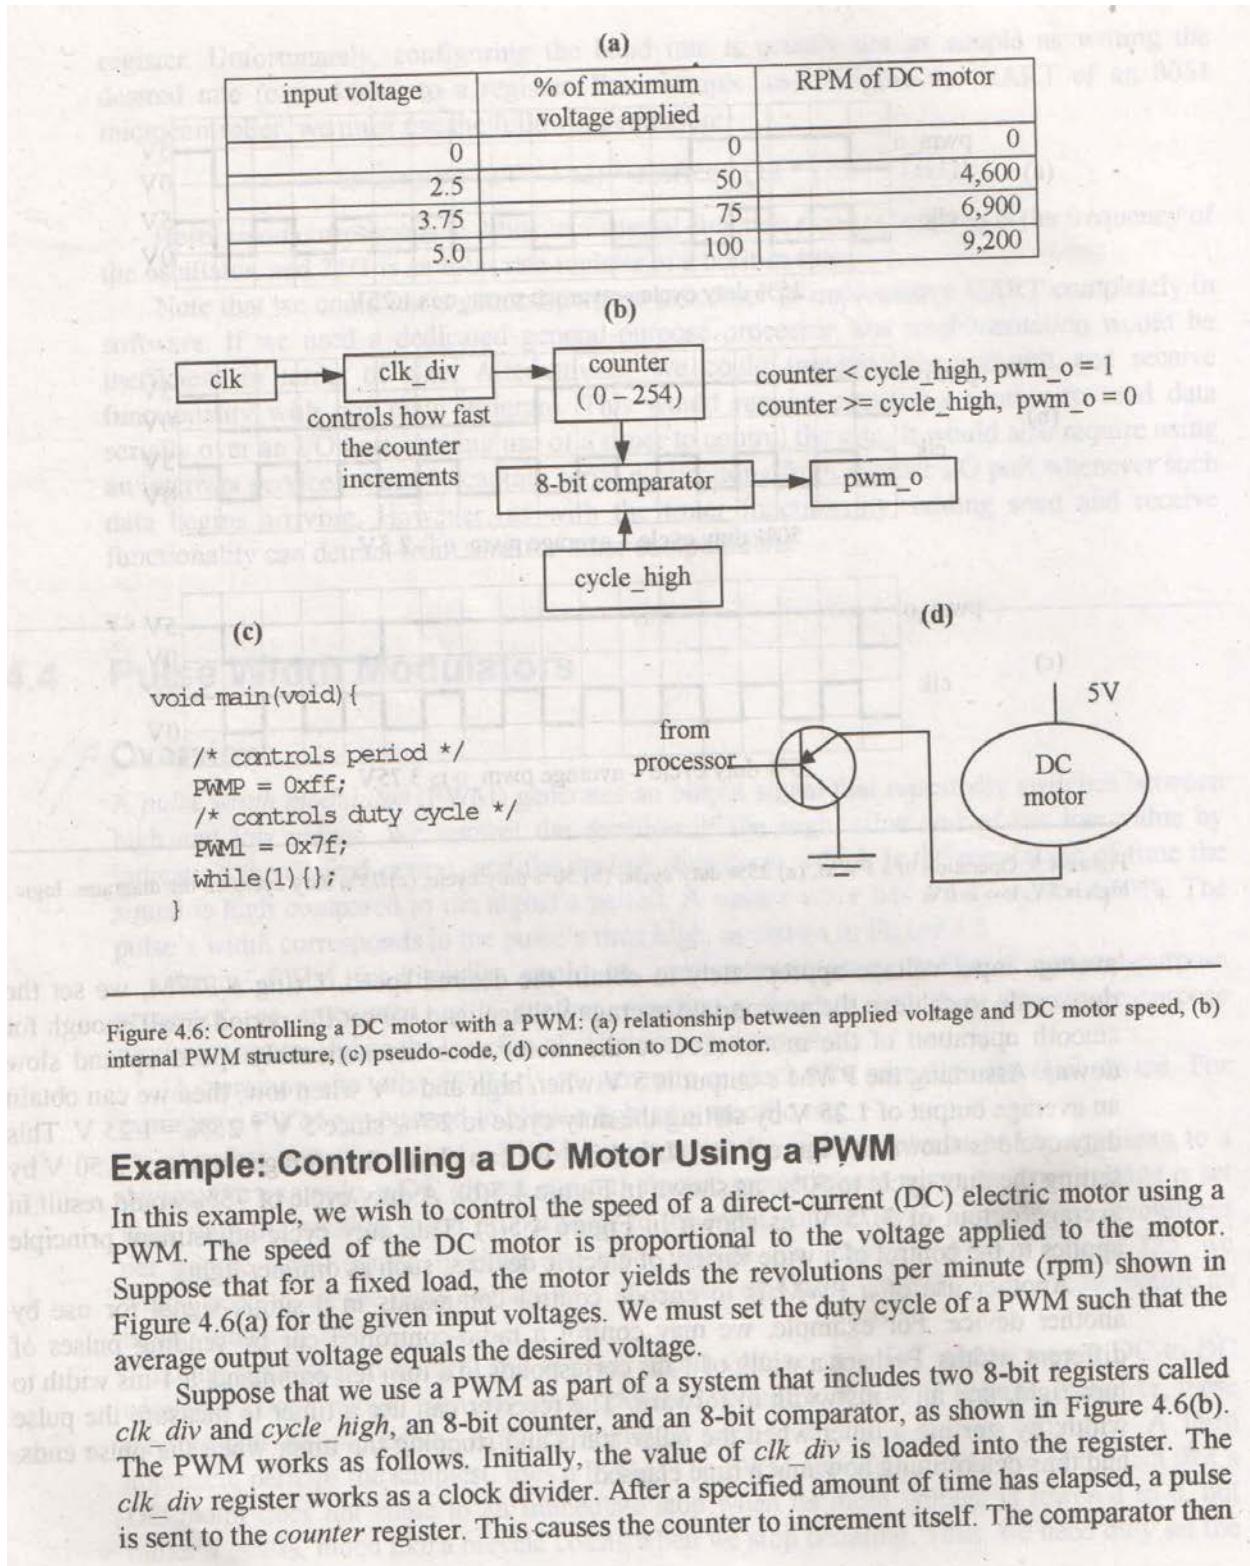 (a)
input voltage % of maximum voltage applied RPM of DC motor
0 0 0
2.5 50 4,600
3.75 75 6,900
5.0 100 9,200
(b)
clk
clk_div
controls how fast
the counter
increments
counter
( 0 – 254)
counter < cycle_high, pwm_o = 1
counter >= cycle_high, pwm_o = 0
8-bit comparator
pwm_o
cycle_high
(c)
void main(void){
/* controls period */
PWMP = 0xff;
/* controls duty cycle */
PWM1 = 0x7f;
while(1){};
}
(d)
from
processor
5V
DC
motor
Figure 4.6: Controlling a DC motor with a PWM: (a) relationship between applied voltage and DC motor speed, (b)
internal PWM structure, (c) pseudo-code, (d) connection to DC motor.
Example: Controlling a DC Motor Using a PWM
In this example, we wish to control the speed of a direct-current (DC) electric motor using a
PWM. The speed of the DC motor is proportional to the voltage applied to the motor.
Suppose that for a fixed load, the motor yields the revolutions per minute (rpm) shown in
Figure 4.6(a) for the given input voltages. We must set the duty cycle of a PWM such that the
average output voltage equals the desired voltage.
Suppose that we use a PWM as part of a system that includes two 8-bit registers called
clk_div and cycle_high, an 8-bit counter, and an 8-bit comparator, as shown in Figure 4.6(b).
The PWM works as follows. Initially, the value of clk_div is loaded into the register. The
clk_div register works as a clock divider. After a specified amount of time has elapsed, a pulse
is sent to the counter register. This causes the counter to increment itself. The comparator then